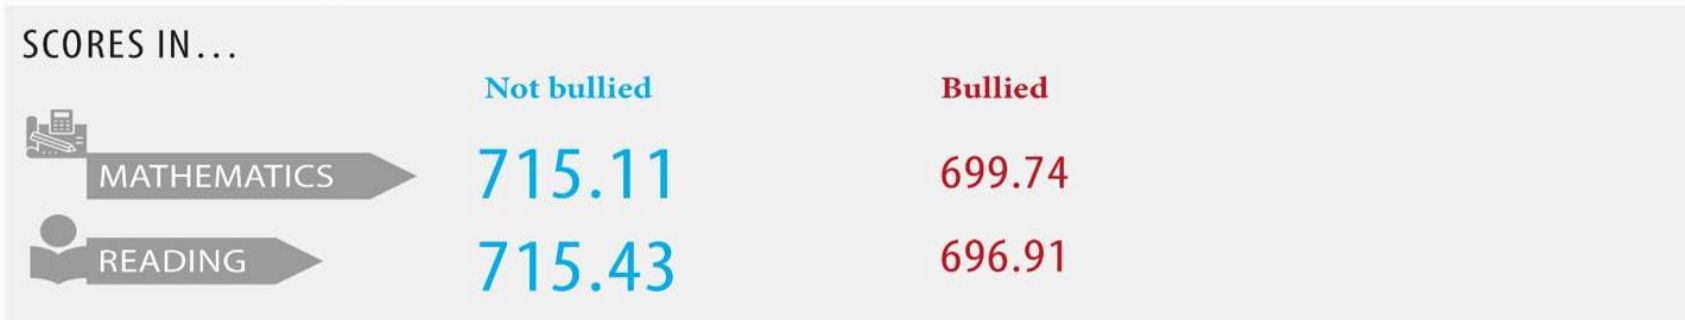 SCORES IN...
Not bullied Bullied
MATHEMATICS 715.11 699.74
READING 715.43 696.91